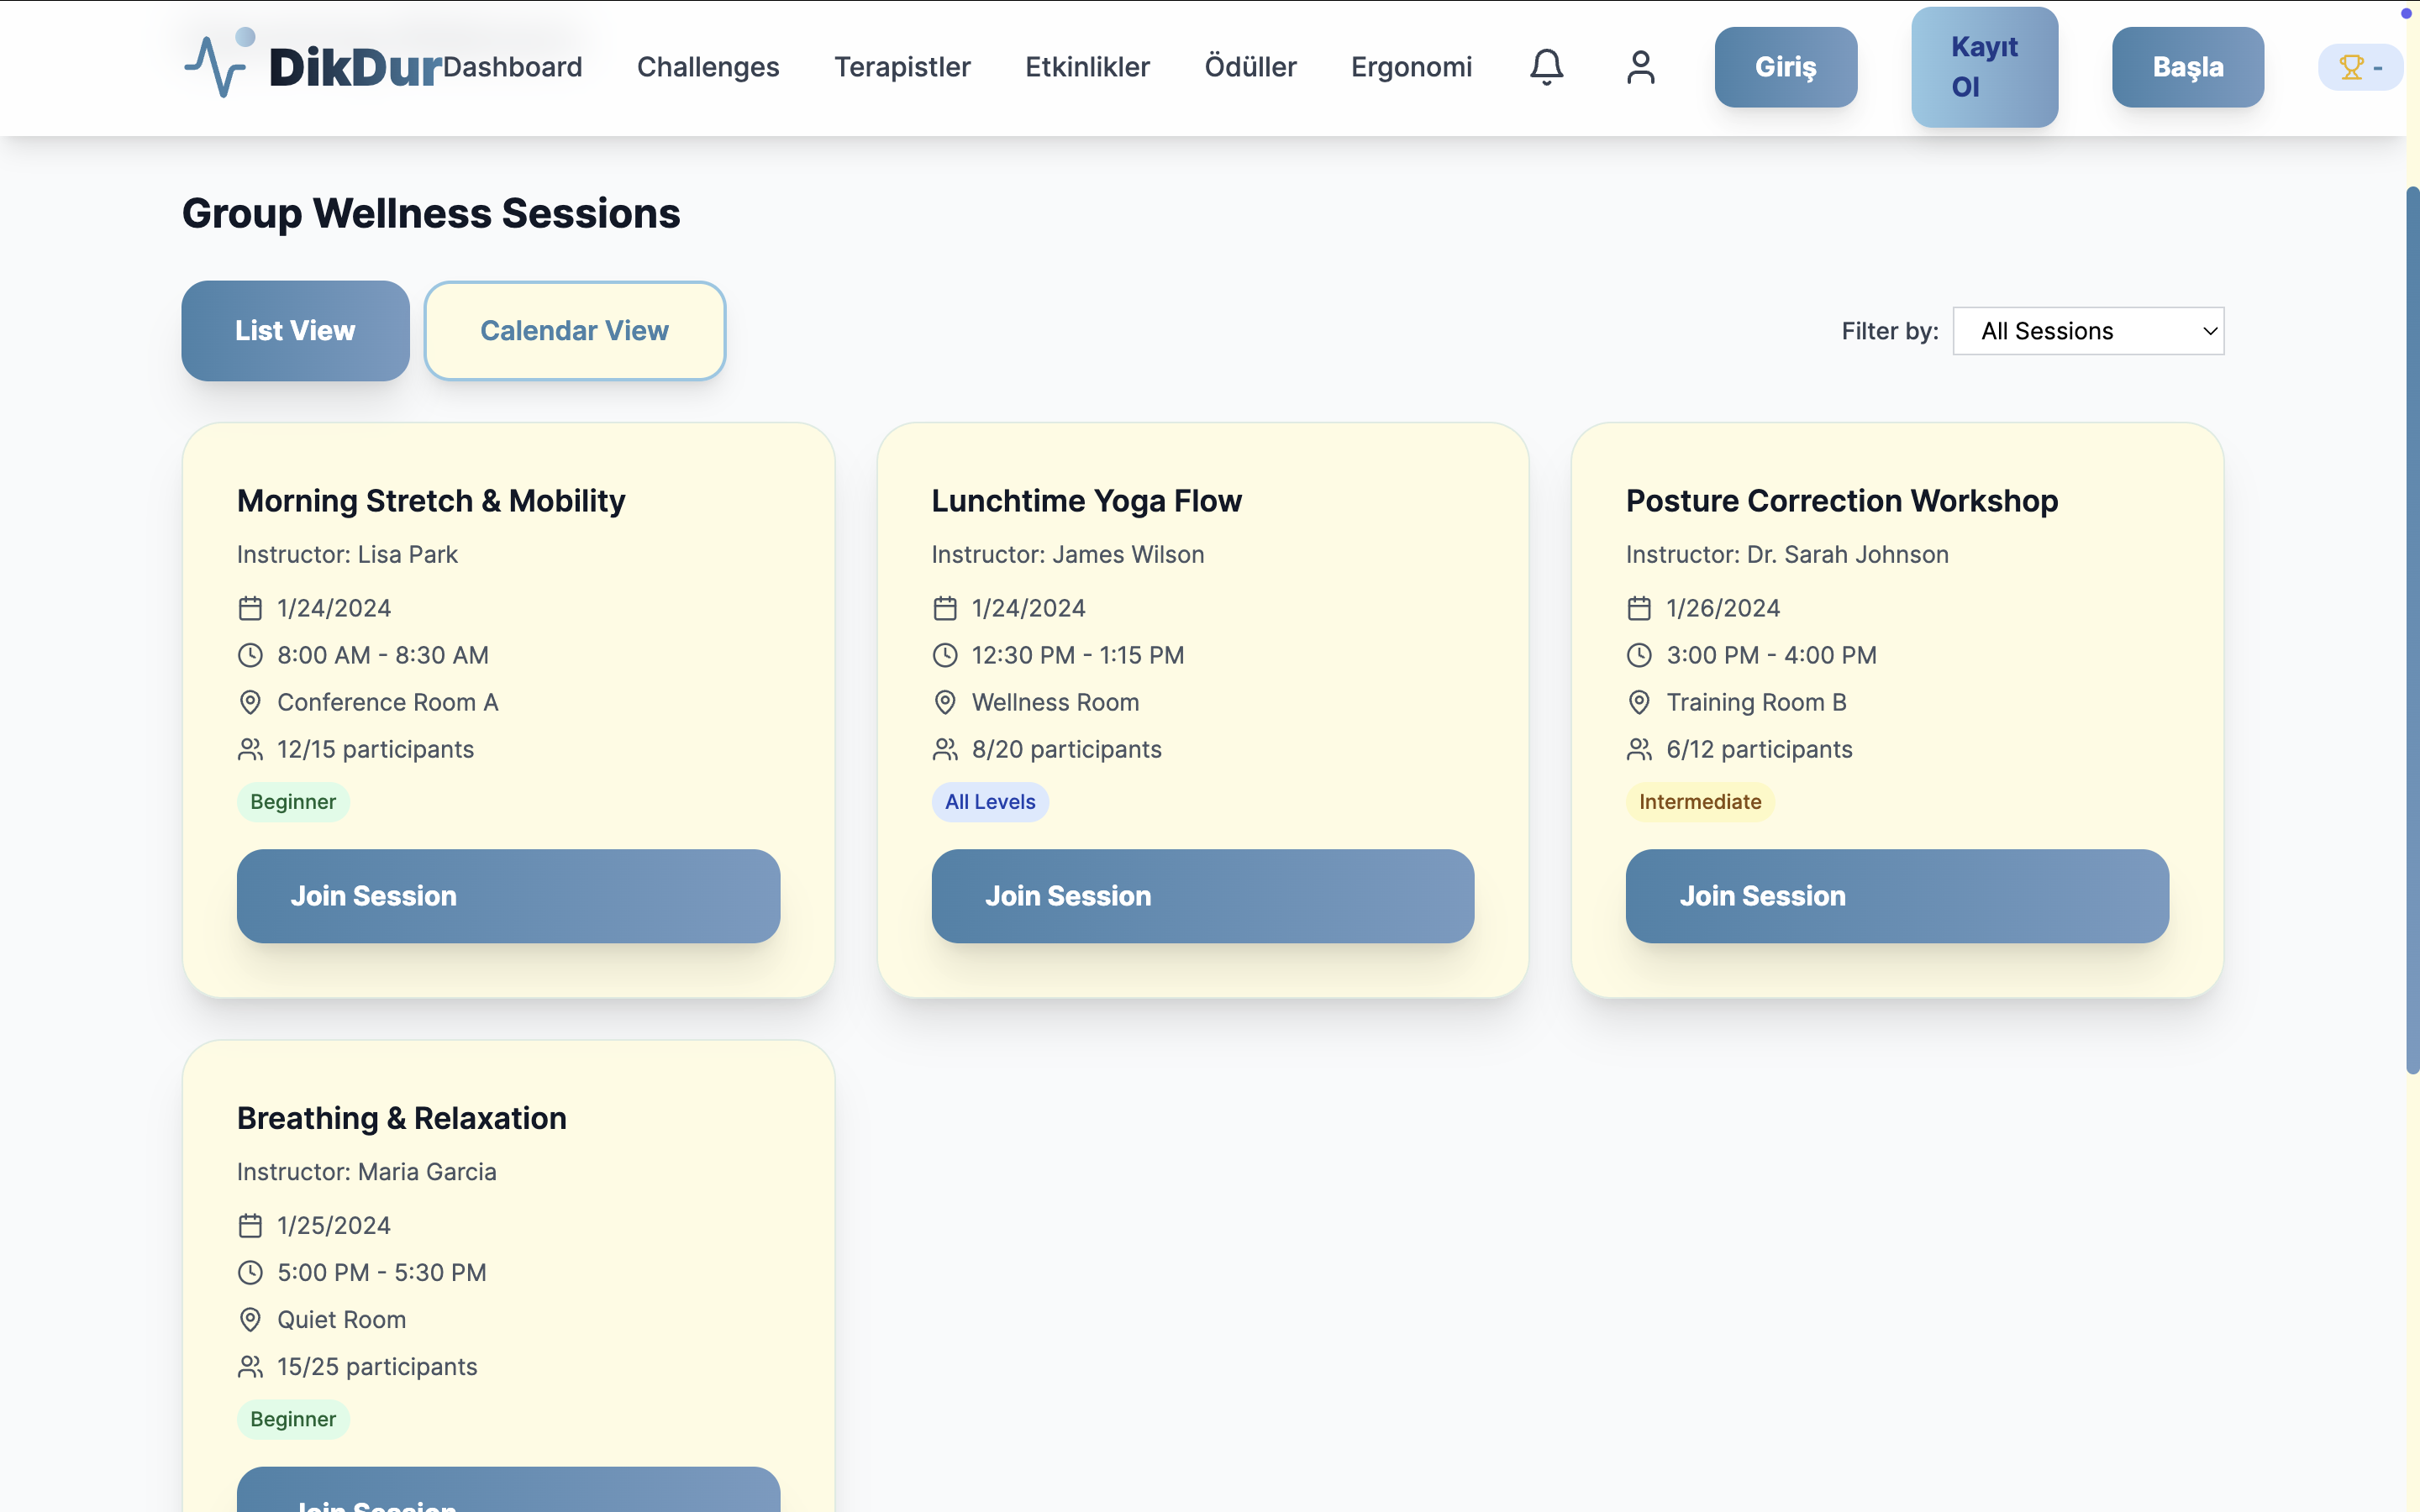 DikDur
Dashboard
Challenges
Terapistler
Etkinlikler
Ödüller
Ergonomi
Giriş
Kayıt
Ol
Başla
-
Group Wellness Sessions
List View
Calendar View
Filter by:
All Sessions
Morning Stretch & Mobility
Instructor: Lisa Park
1/24/2024
8:00 AM - 8:30 AM
Conference Room A
12/15 participants
Beginner
Join Session
Lunchtime Yoga Flow
Instructor: James Wilson
1/24/2024
12:30 PM - 1:15 PM
Wellness Room
8/20 participants
All Levels
Join Session
Posture Correction Workshop
Instructor: Dr. Sarah Johnson
1/26/2024
3:00 PM - 4:00 PM
Training Room B
6/12 participants
Intermediate
Join Session
Breathing & Relaxation
Instructor: Maria Garcia
1/25/2024
5:00 PM - 5:30 PM
Quiet Room
15/25 participants
Beginner
Join Session